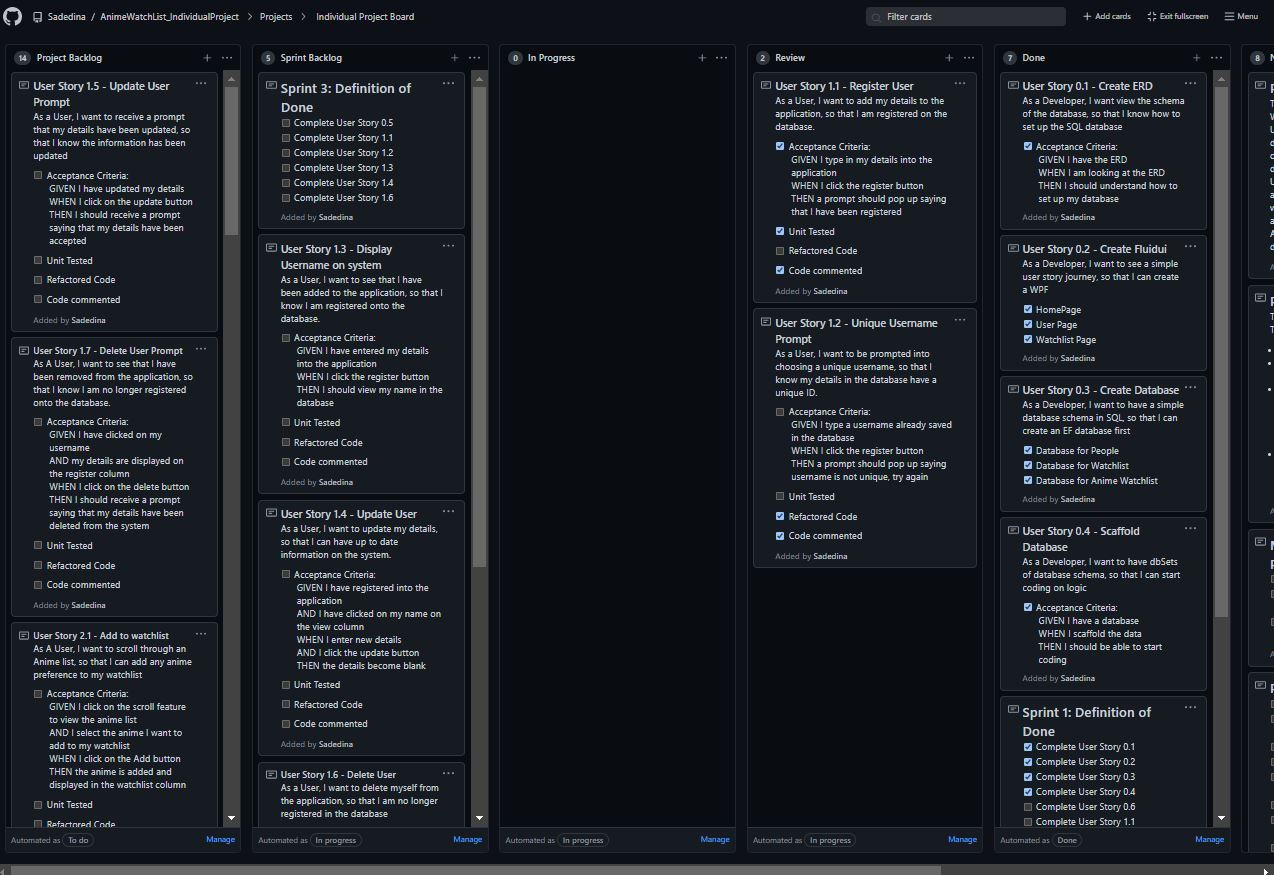 Sadedina / AnimeWatchList_IndividualProject > Projects > Individual Project Board
Filter cards
+ Add cards
Exit fullscreen
Menu
14 Project Backlog
User Story 1.5 - Update User
Prompt
As a User, I want to receive a prompt
that my details have been updated, so
that I know the information has been
updated
Acceptance Criteria:
GIVEN I have updated my details
WHEN I click on the update button
THEN I should receive a prompt
saying that my details have been
accepted
Unit Tested
Refactored Code
Code commented
Added by Sadedina
User Story 1.7 - Delete User Prompt
As A User, I want to see that I have
been removed from the application, so
that I know I am no longer registered
onto the database.
Acceptance Criteria:
GIVEN I have clicked on my
username
AND my details are displayed on
the register column
WHEN I click on the delete button
THEN I should receive a prompt
saying that my details have been
deleted from the system
Unit Tested
Refactored Code
Code commented
Added by Sadedina
User Story 2.1 - Add to watchlist
As A User, I want to scroll through an
Anime list, so that I can add any anime
preference to my watchlist
Acceptance Criteria:
GIVEN I click on the scroll feature
to view the anime list
AND I select the anime I want to
add to my watchlist
WHEN I click on the Add button
THEN the anime is added and
displayed in the watchlist column
Unit Tested
Refactored Code
Automated as To do
Manage
5 Sprint Backlog
Sprint 3: Definition of
Done
Complete User Story 0.5
Complete User Story 1.1
Complete User Story 1.2
Complete User Story 1.3
Complete User Story 1.4
Complete User Story 1.6
Added by Sadedina
User Story 1.3 - Display
Username on system
As a User, I want to see that I have
been added to the application, so that I
know I am registered onto the
database.
Acceptance Criteria:
GIVEN I have entered my details
into the application
WHEN I click the register button
THEN I should view my name in the
database
Unit Tested
Refactored Code
Code commented
Added by Sadedina
User Story 1.4 - Update User
As a User, I want to update my details,
so that I can have up to date
information on the system.
Acceptance Criteria:
GIVEN I have registered into the
application
AND I have clicked on my name on
the view column
WHEN I enter new details
AND I click the update button
THEN the details become blank
Unit Tested
Refactored Code
Code commented
Added by Sadedina
User Story 1.6 - Delete User
As a User, I want to delete myself from
the application, so that I am no longer
registered in the database
Automated as In progress
Manage
0 In Progress
Automated as In progress
Manage
2 Review
User Story 1.1 - Register User
As a User, I want to add my details to the
application, so that I am registered on the
database.
Acceptance Criteria:
GIVEN I type in my details into the
application
WHEN I click the register button
THEN a prompt should pop up saying
that I have been registered
Unit Tested
Refactored Code
Code commented
Added by Sadedina
User Story 1.2 - Unique Username
Prompt
As a User, I want to be prompted into
choosing a unique username, so that I
know my details in the database have a
unique ID.
Acceptance Criteria:
GIVEN I type a username already saved
in the database
WHEN I click the register button
THEN a prompt should pop up saying
username is not unique, try again
Unit Tested
Refactored Code
Code commented
Added by Sadedina
Automated as In progress
Manage
7 Done
User Story 0.1 - Create ERD
As a Developer, I want view the schema
of the database, so that I know how to
set up the SQL database
Acceptance Criteria:
GIVEN I have the ERD
WHEN I am looking at the ERD
THEN I should understand how to
set up my database
Added by Sadedina
User Story 0.2 - Create Fluidui
As a Developer, I want to see a simple
user story journey, so that I can create
a WPF
HomePage
User Page
Watchlist Page
Added by Sadedina
User Story 0.3 - Create Database
As a Developer, I want to have a simple
database schema in SQL, so that I can
create an EF database first
Database for People
Database for Watchlist
Database for Anime Watchlist
Added by Sadedina
User Story 0.4 - Scaffold
Database
As a Developer, I want to have dbSets
of database schema, so that I can start
coding on logic
Acceptance Criteria:
GIVEN I have a database
WHEN I scaffold the data
THEN I should be able to start
coding
Added by Sadedina
Sprint 1: Definition of
Done
Complete User Story 0.1
Complete User Story 0.2
Complete User Story 0.3
Complete User Story 0.4
Complete User Story 0.6
Complete User Story 1.1
Automated as Done
Manage
8